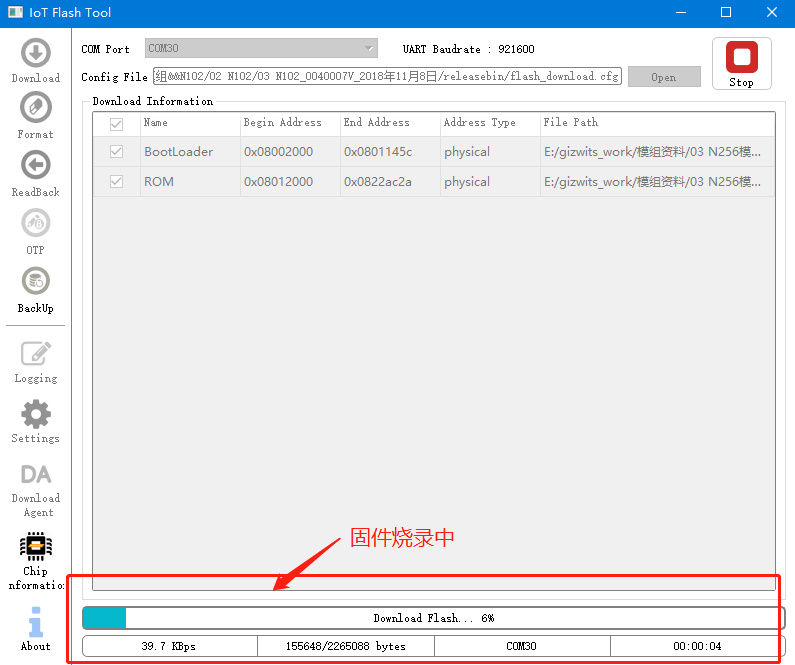 IoT Flash Tool
COM Port COM30 UART Baudrate : 921600
Config File 组&&N102/02 N102/03 N102_0040007V_2018年11月8日/releasebin/flash_download.cfg Open
Stop
Download
Format
ReadBack
OTP
BackUp
Logging
Settings
DA
Download
Agent
Chip
nformatio
About
Download Information
Name Begin Address End Address Address Type File Path
BootLoader 0x08002000 0x0801145c physical E:/gizwits_work/模组资料/03 N256模...
ROM 0x08012000 0x0822ac2a physical E:/gizwits_work/模组资料/03 N256模...
固件烧录中
Download Flash... 6%
39.7 KBps 155648/2265088 bytes COM30 00:00:04